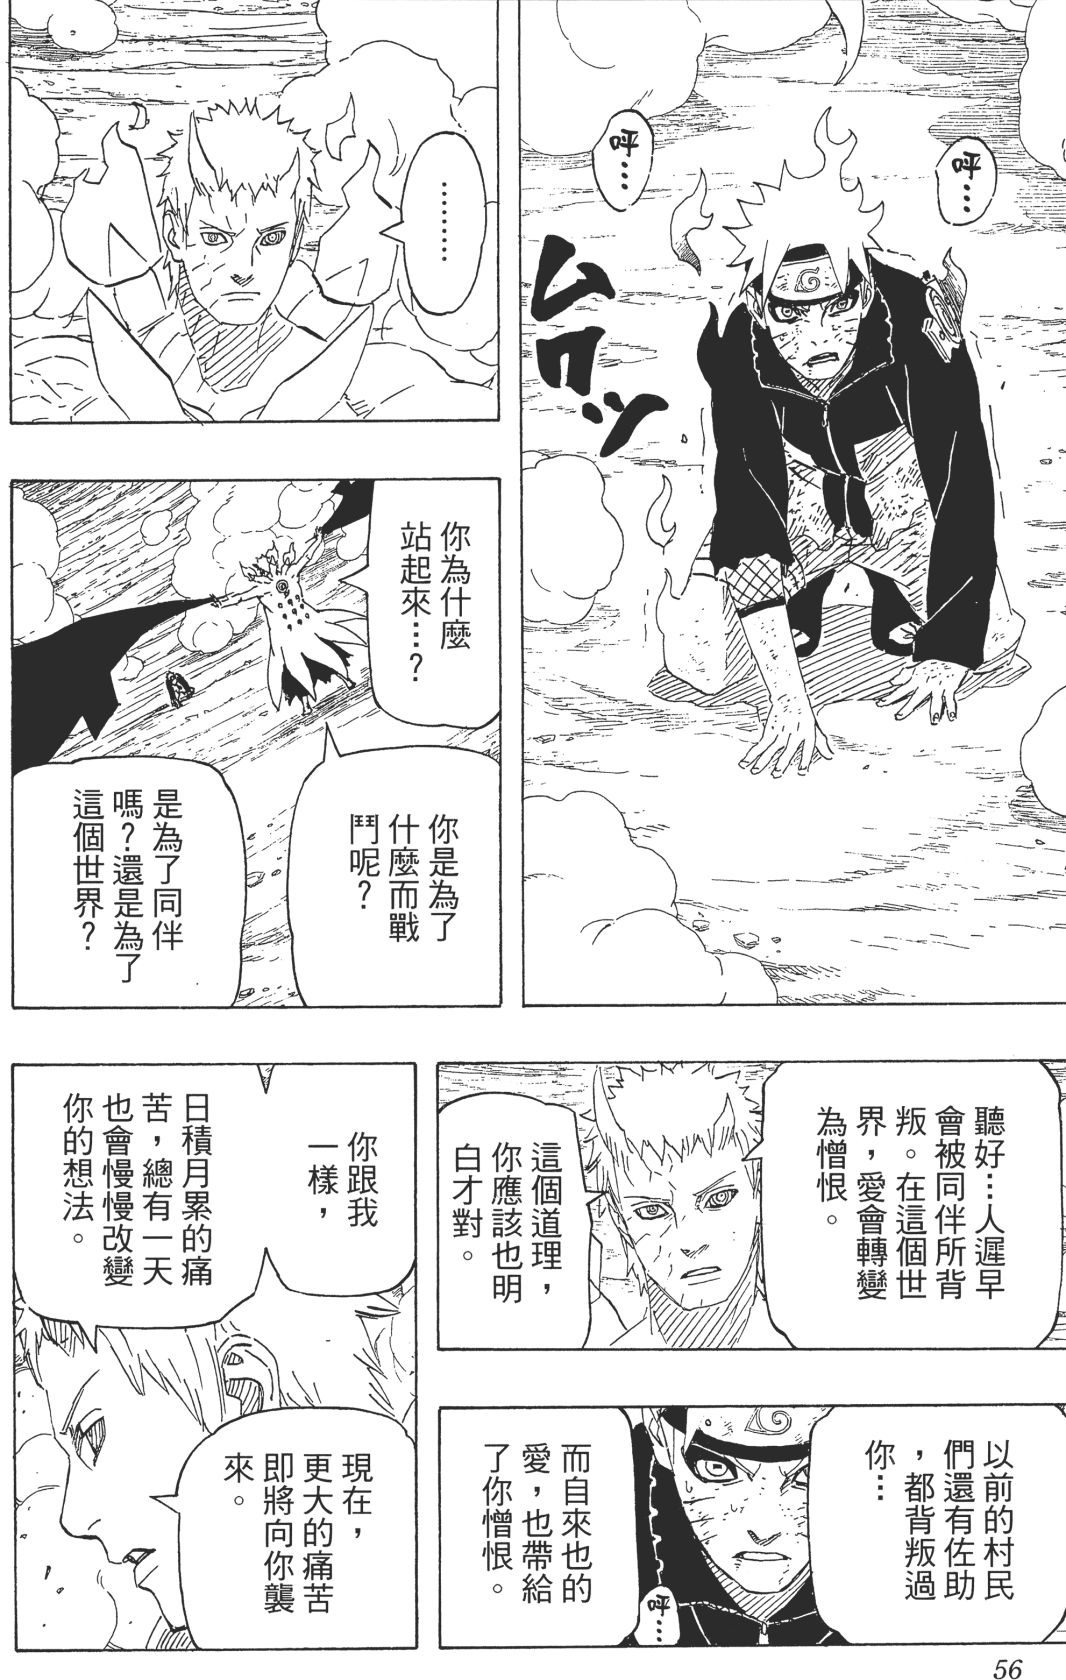 呼…
呼…
ムロッ
………
你為什麼
站起來…?
你是為了
什麼而戰
鬥呢?
是為了同伴
嗎?還是為了
這個世界?
聽好…人遲早
會被同伴所背
叛。在這個世
界，愛會轉變
為憎恨。
這個道理，
你應該也明
白才對。
以前的村民
們還有佐助
，都背叛過
你…
而自來也的
愛，也帶給
了你憎恨。
呼…
你跟我
一樣，
日積月累的痛
苦，總有一天
也會慢慢改變
你的想法。
現在，
更大的痛苦
即將向你襲
來。
56